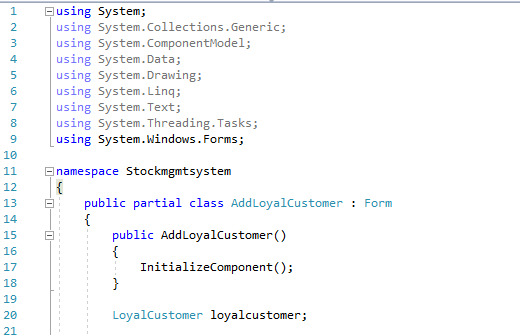 1 using System;
2 using System.Collections.Generic;
3 using System.ComponentModel;
4 using System.Data;
5 using System.Drawing;
6 using System.Linq;
7 using System.Text;
8 using System.Threading.Tasks;
9 using System.Windows.Forms;
10
11 namespace Stockmgmtsystem
12 {
13 public partial class AddLoyalCustomer : Form
14 {
15 public AddLoyalCustomer()
16 {
17 InitializeComponent();
18 }
19
20 LoyalCustomer loyalcustomer;
21